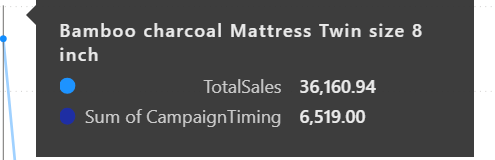 Bamboo charcoal Mattress Twin size 8
inch
TotalSales 36,160.94
Sum of CampaignTiming 6,519.00